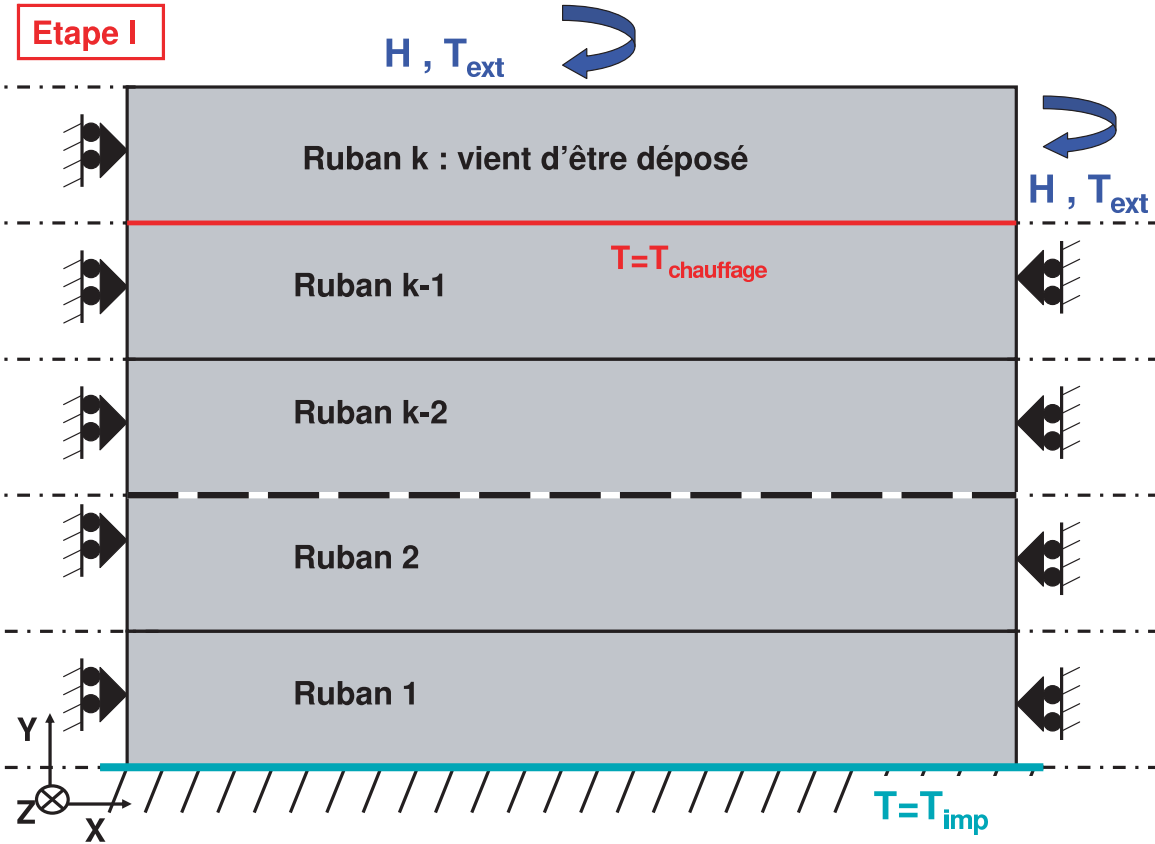 Etape I
H , Text
Ruban k : vient d'être déposé
H , Text
T=Tchauffage
Ruban k-1
Ruban k-2
Ruban 2
Ruban 1
Y
Z
X
T=Timp